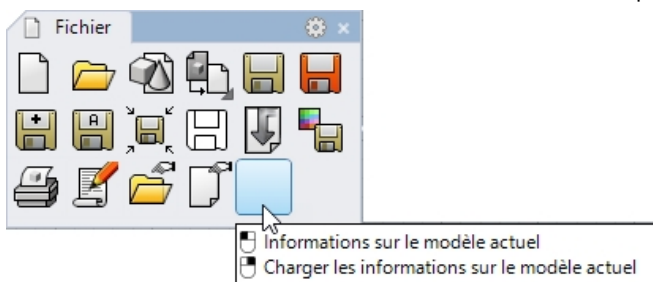 Fichier
A
Informations sur le modèle actuel
Charger les informations sur le modèle actuel